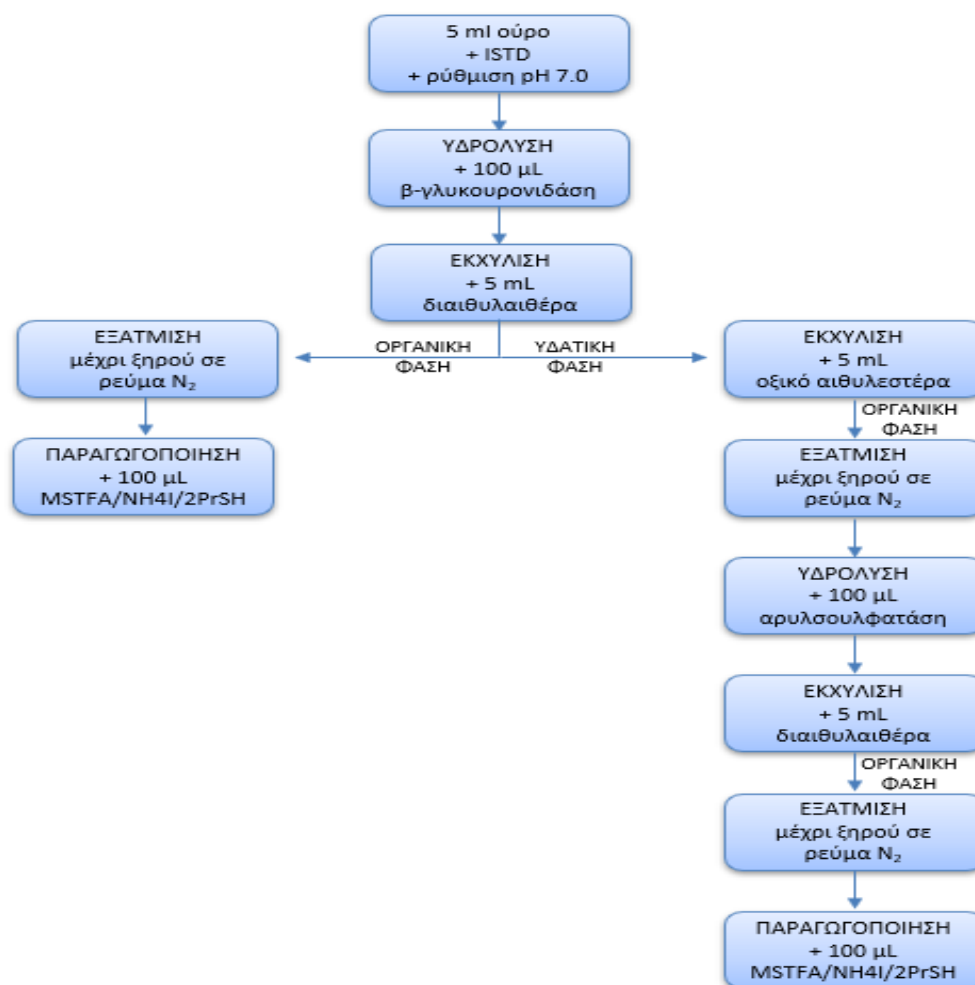 5 ml ούρο
+ ISTD
+ ρύθμιση pH 7.0
ΥΔΡΟΛΥΣΗ
+ 100 μL
β-γλυκουρονιδάση
ΕΚΧΥΛΙΣΗ
+ 5 mL
διαιθυλαιθέρα
ΟΡΓΑΝΙΚΗ
ΦΑΣΗ
ΥΔΑΤΙΚΗ
ΦΑΣΗ
ΕΞΑΤΜΙΣΗ
μέχρι ξηρού σε
ρεύμα N₂
ΠΑΡΑΓΩΓΟΠΟΙΗΣΗ
+ 100 μL
MSTFA/NH4I/2PrSH
ΕΚΧΥΛΙΣΗ
+ 5 mL
οξικό αιθυλεστέρα
ΟΡΓΑΝΙΚΗ
ΦΑΣΗ
ΕΞΑΤΜΙΣΗ
μέχρι ξηρού σε
ρεύμα N₂
ΥΔΡΟΛΥΣΗ
+ 100 μL
αρυλσουλφατάση
ΕΚΧΥΛΙΣΗ
+ 5 mL
διαιθυλαιθέρα
ΟΡΓΑΝΙΚΗ
ΦΑΣΗ
ΕΞΑΤΜΙΣΗ
μέχρι ξηρού σε
ρεύμα N₂
ΠΑΡΑΓΩΓΟΠΟΙΗΣΗ
+ 100 μL
MSTFA/NH4I/2PrSH